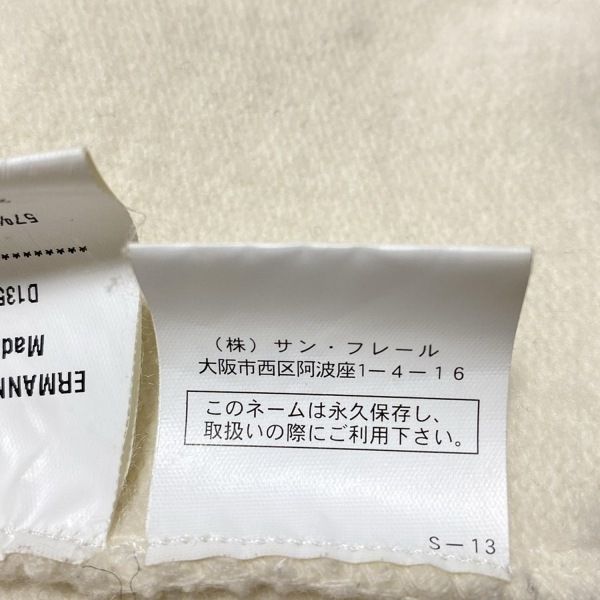 (株) サン・フレール
大阪市西区阿波座1-4-16
このネームは永久保存し、
取扱いの際にご利用下さい。
S-13
ERMANN
Mad
D135
********
57%